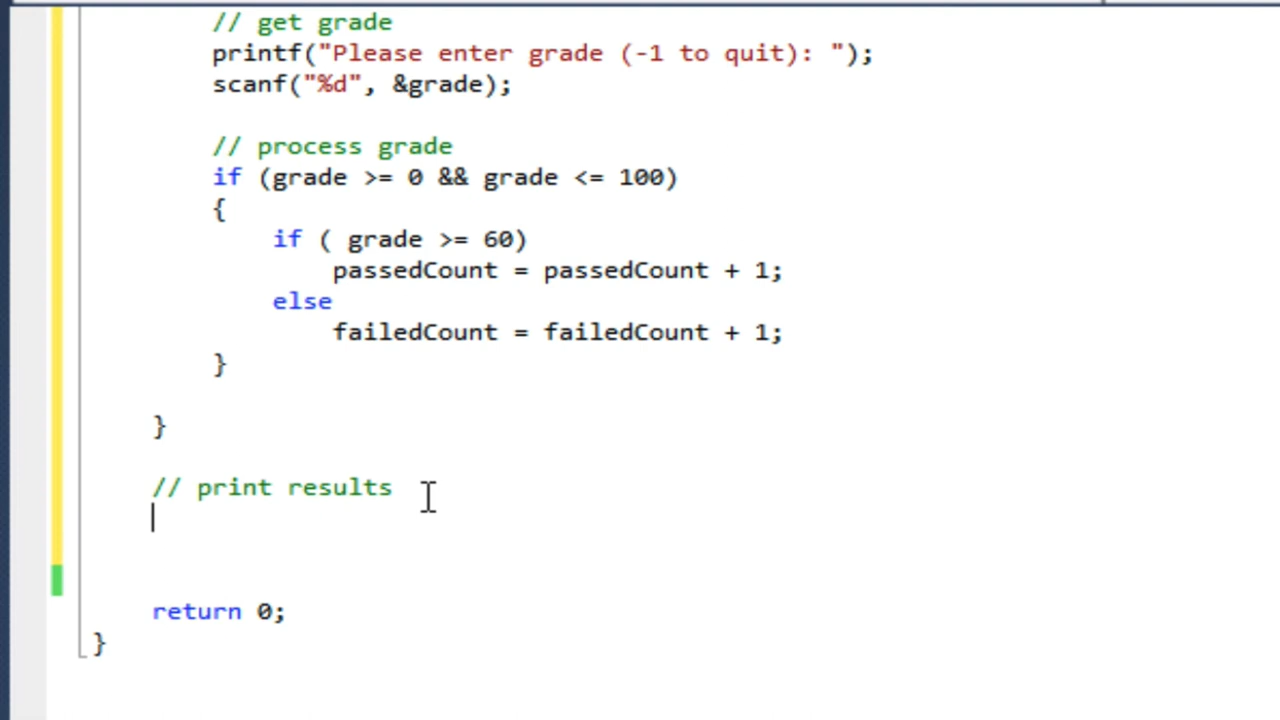 // get grade
printf("Please enter grade (-1 to quit): ");
scanf("%d", &grade);
// process grade
if (grade >= 0 && grade <= 100)
{
if ( grade >= 60)
passedCount = passedCount + 1;
else
failedCount = failedCount + 1;
}
}
// print results
return 0;
}